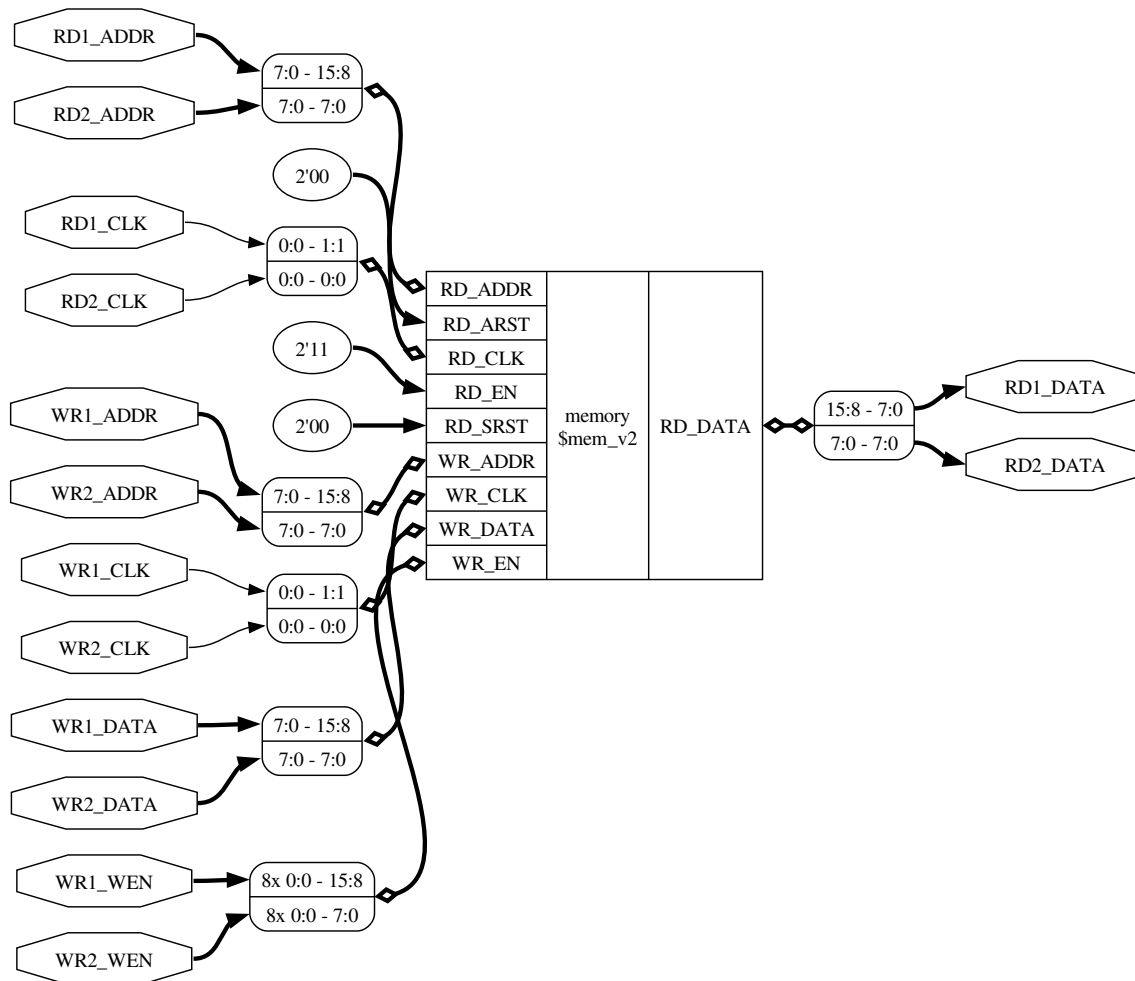 RD1_ADDR
RD2_ADDR
7:0 - 15:8
7:0 - 7:0
2'00
RD1_CLK
RD2_CLK
0:0 - 1:1
0:0 - 0:0
2'11
2'00
WR1_ADDR
WR2_ADDR
7:0 - 15:8
7:0 - 7:0
WR1_CLK
WR2_CLK
0:0 - 1:1
0:0 - 0:0
WR1_DATA
WR2_DATA
7:0 - 15:8
7:0 - 7:0
WR1_WEN
WR2_WEN
8x 0:0 - 15:8
8x 0:0 - 7:0
RD_ADDR
RD_ARST
RD_CLK
RD_EN
RD_SRST
WR_ADDR
WR_CLK
WR_DATA
WR_EN
memory
$mem_v2
RD_DATA
15:8 - 7:0
7:0 - 7:0
RD1_DATA
RD2_DATA